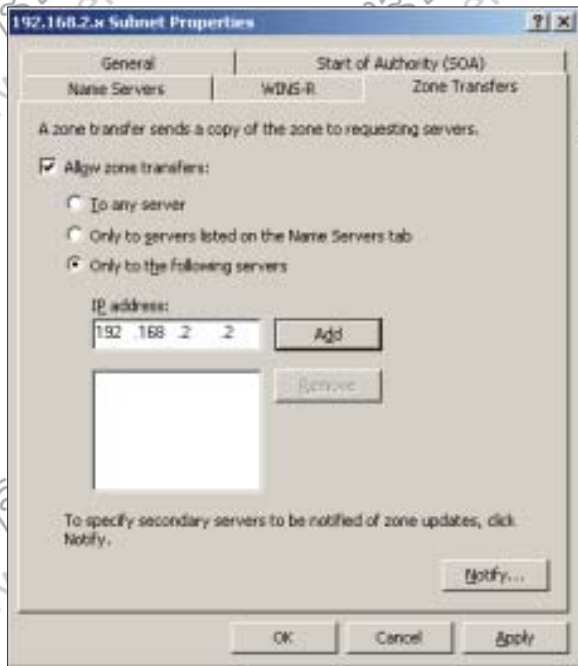 192.168.2.x Subnet Properties
General
Start of Authority (SOA)
Name Servers
WINS-R
Zone Transfers
A zone transfer sends a copy of the zone to requesting servers.
Allow zone transfers:
To any server
Only to servers listed on the Name Servers tab
Only to the following servers
IP address:
192 .168 .2 .2
Add
Remove
To specify secondary servers to be notified of zone updates, click
Notify.
Notify...
OK
Cancel
Apply